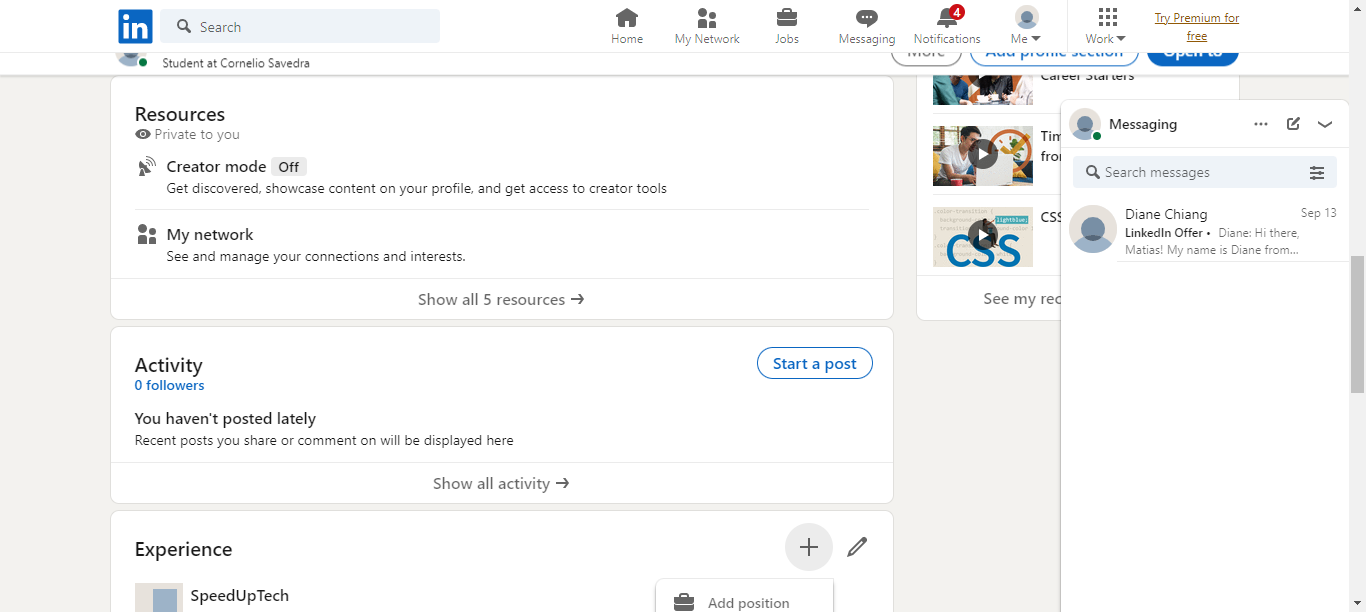 in
Search
Home
My Network
Jobs
Messaging
4
Notifications
Me
Work
Try Premium for
free
Student at Cornelio Savedra
More
Add profile section
Open to
Resources
Private to you
Creator mode Off
Get discovered, showcase content on your profile, and get access to creator tools
My network
See and manage your connections and interests.
Show all 5 resources →
Activity
0 followers
Start a post
You haven't posted lately
Recent posts you share or comment on will be displayed here
Show all activity →
Experience
SpeedUpTech
Add position
Career Starters
CSS
CSS
lightblue;
See my
Messaging
Search messages
Diane Chiang
Sep 13
LinkedIn Offer • Diane: Hi there,
Matias! My name is Diane from...